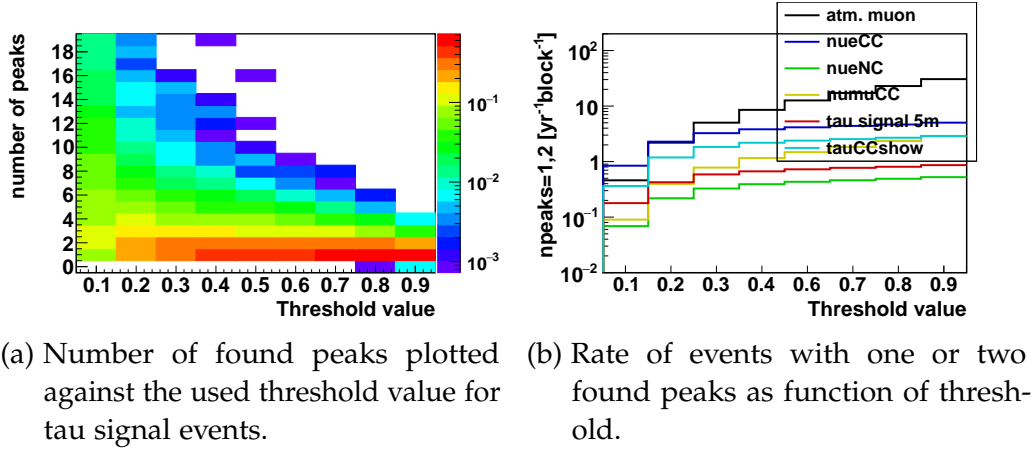 number of peaks
18
16
14
12
10
8
6
4
2
0
0.1 0.2 0.3 0.4 0.5 0.6 0.7 0.8 0.9
Threshold value
10^-1
10^-2
10^-3
npeaks=1,2 [yr^-1block^-1]
10^2
10
1
10^-1
10^-2
atm. muon
nueCC
nueNC
numuCC
tau signal 5m
tauCCshow
0.1 0.2 0.3 0.4 0.5 0.6 0.7 0.8 0.9
Threshold value
(a) Number of found peaks plotted
against the used threshold value for
tau signal events.
(b) Rate of events with one or two
found peaks as function of thresh-
old.